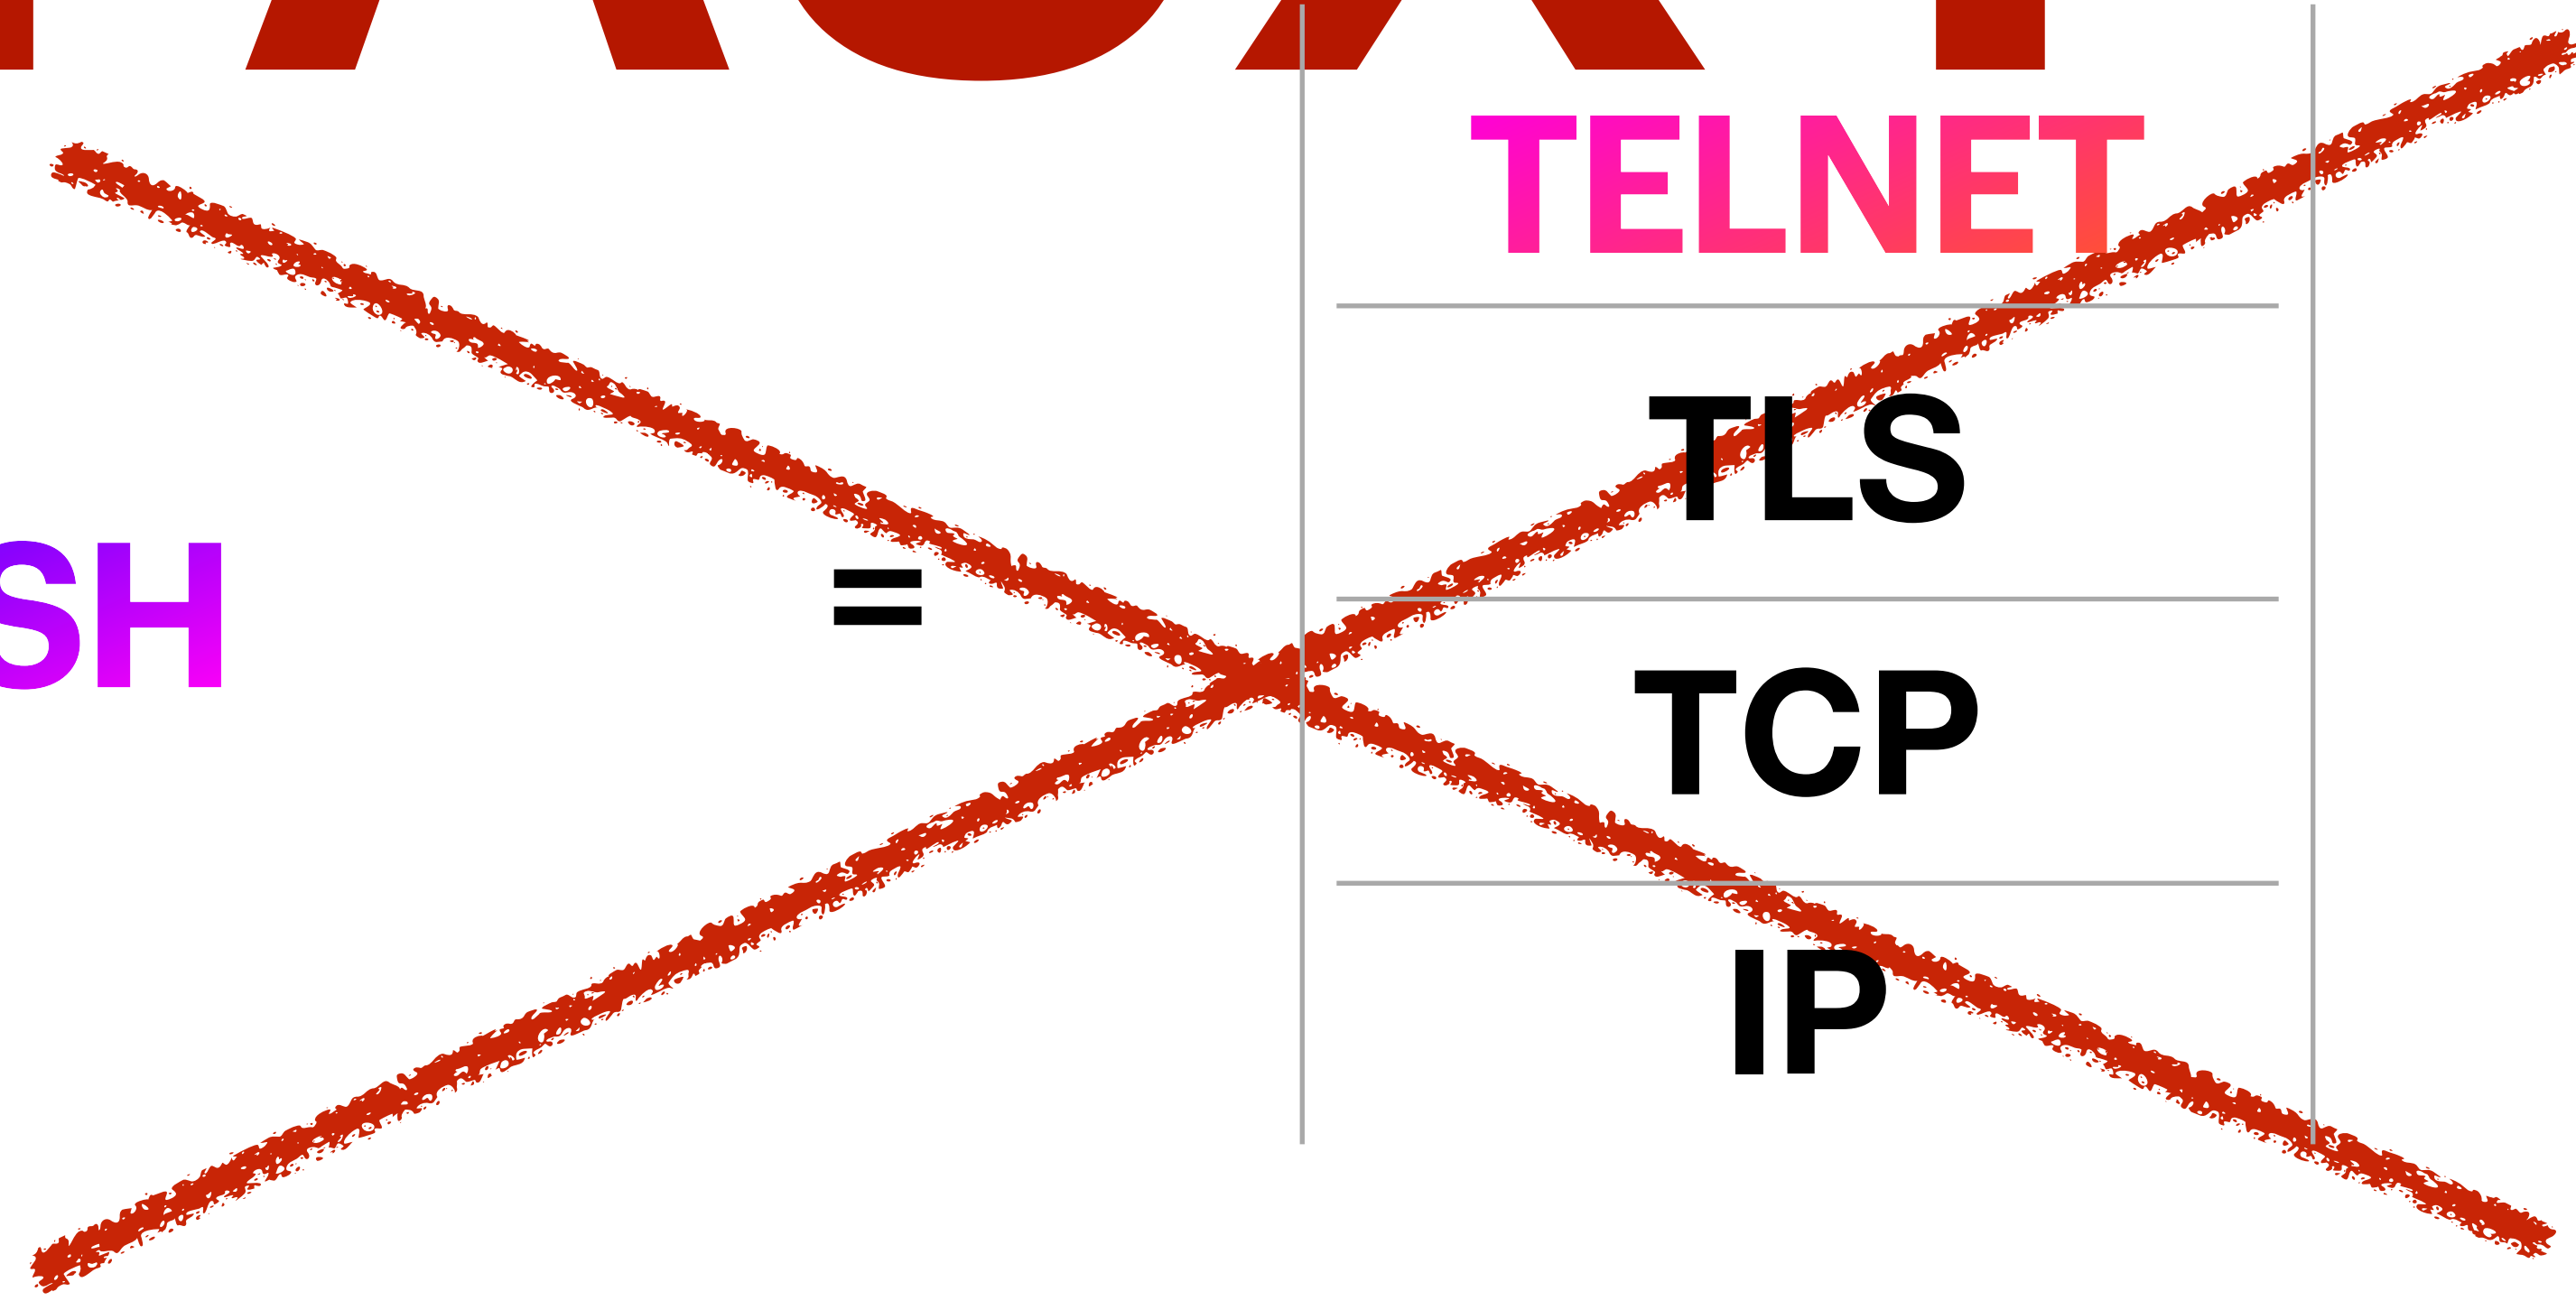 TELNET
TLS
SH =
TCP
IP